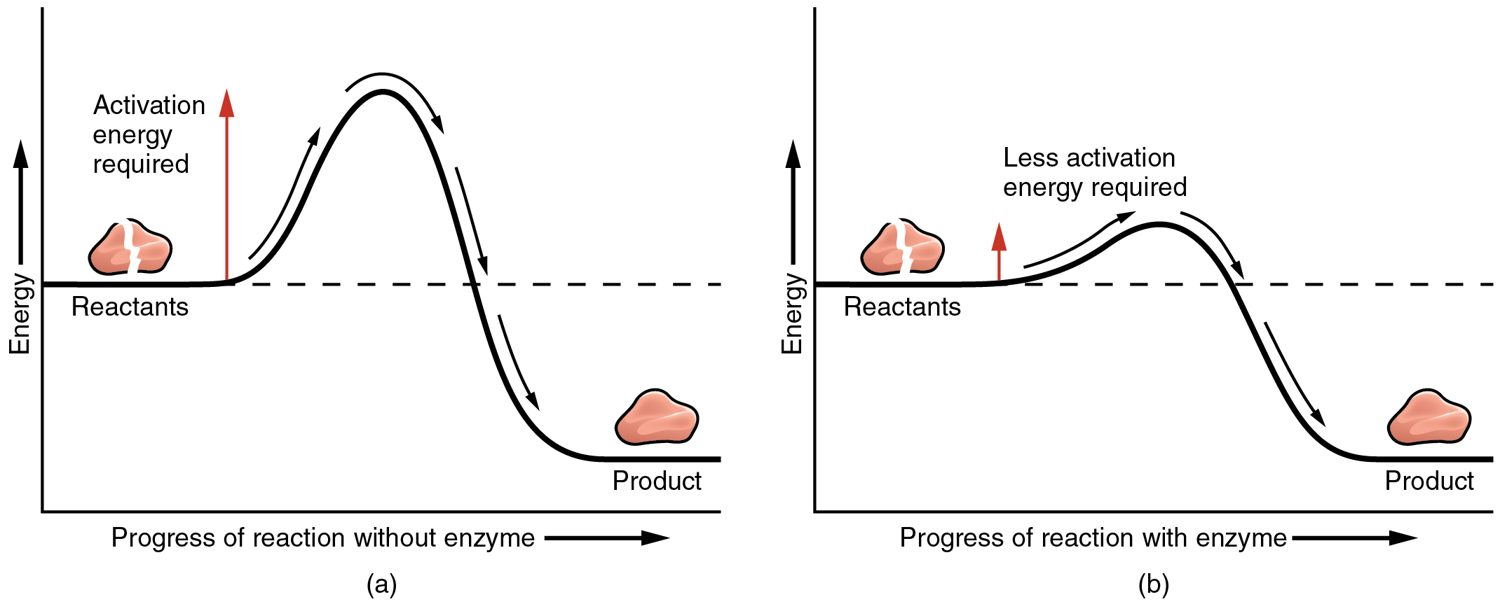 Activation
energy
required
Reactants
Energy
Product
Progress of reaction without enzyme
(a)
Less activation
energy required
Reactants
Energy
Product
Progress of reaction with enzyme
(b)